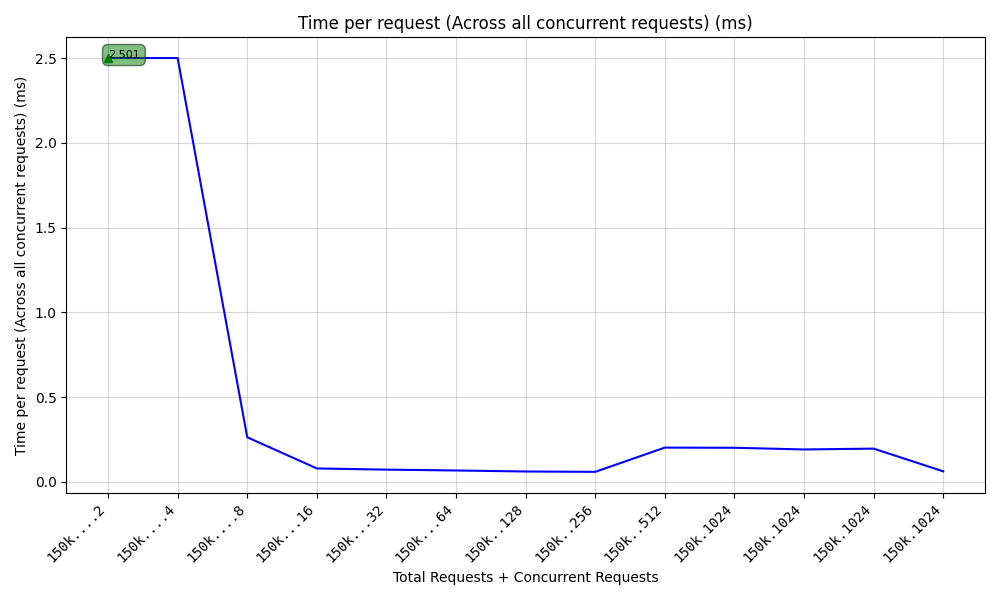 Time per request (Across all concurrent requests) (ms)
Time per request (Across all concurrent requests) (ms)
2.501
2.5
2.0
1.5
1.0
0.5
0.0
150k....2
150k....4
150k....8
150k...16
150k...32
150k...64
150k..128
150k..256
150k..512
150k.1024
150k.1024
150k.1024
150k.1024
Total Requests + Concurrent Requests